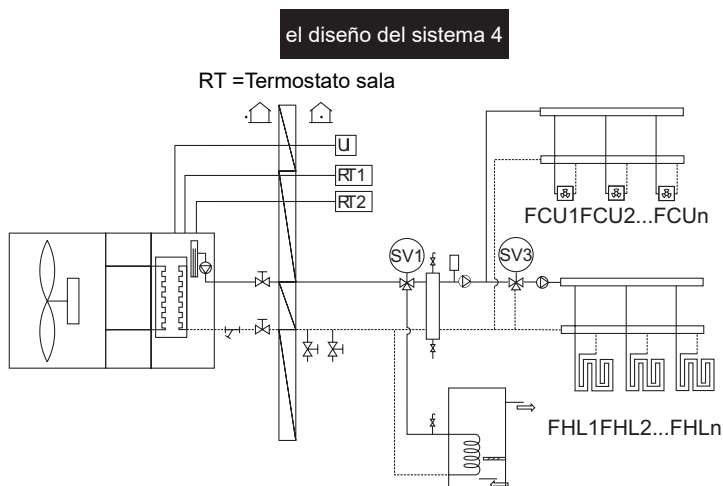 el diseño del sistema 4
RT =Termostato sala
u
RT1
RT2
FCU1FCU2...FCUn
SV1
SV3
FHL1FHL2...FHLn